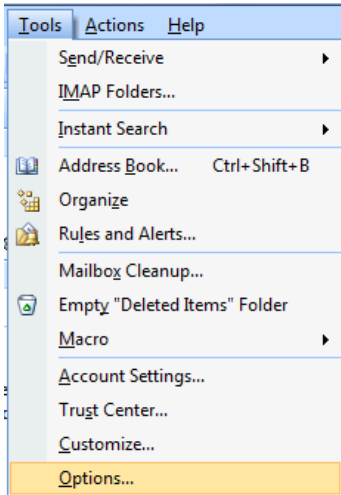 Tools Actions Help
Send/Receive
IMAP Folders...
Instant Search
Address Book... Ctrl+Shift+B
Organize
Rules and Alerts...
Mailbox Cleanup...
Empty "Deleted Items" Folder
Macro
Account Settings...
Trust Center...
Customize...
Options...